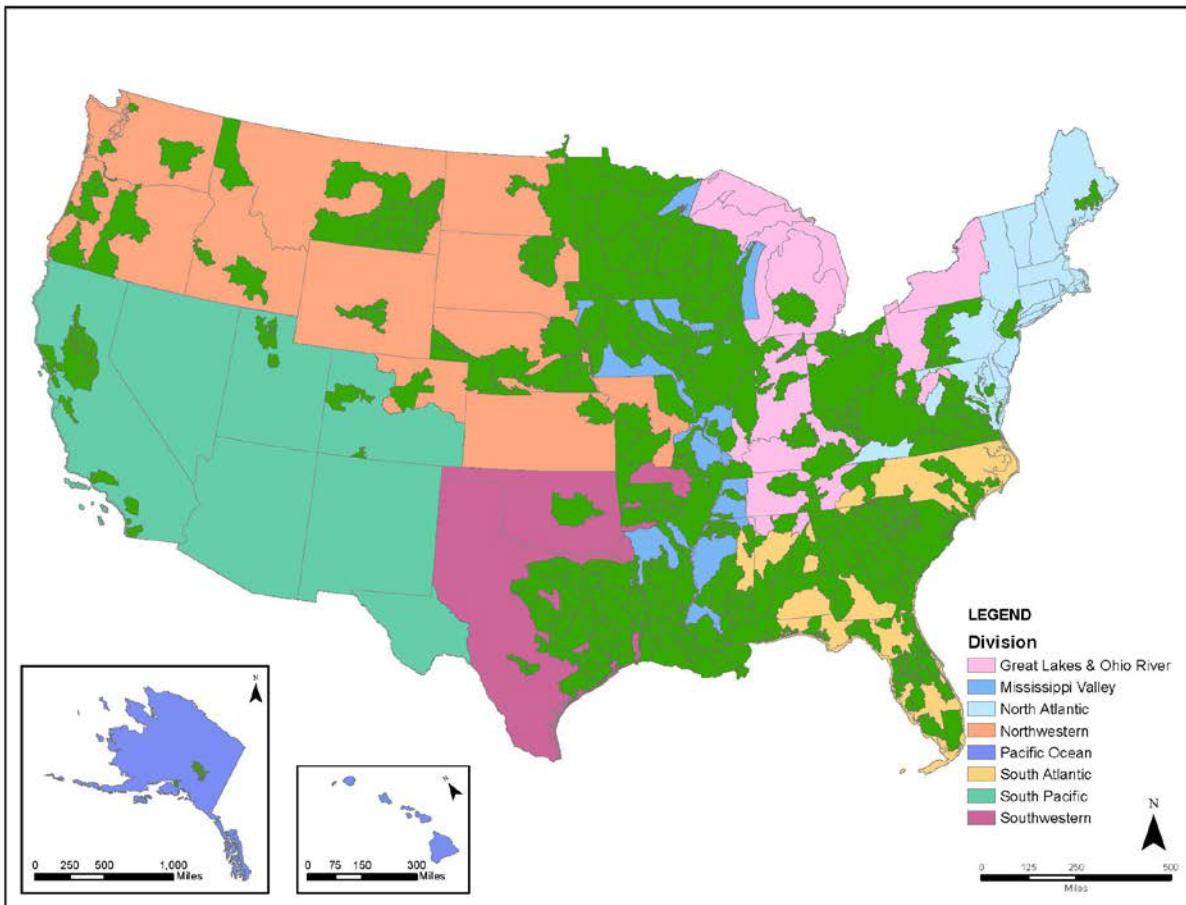 LEGEND
Division
Great Lakes & Ohio River
Mississippi Valley
North Atlantic
Northwestern
Pacific Ocean
South Atlantic
South Pacific
Southwestern
N
0 125 250 500
Miles
N
0 250 500 1,000
Miles
N
0 75 150 300
Miles